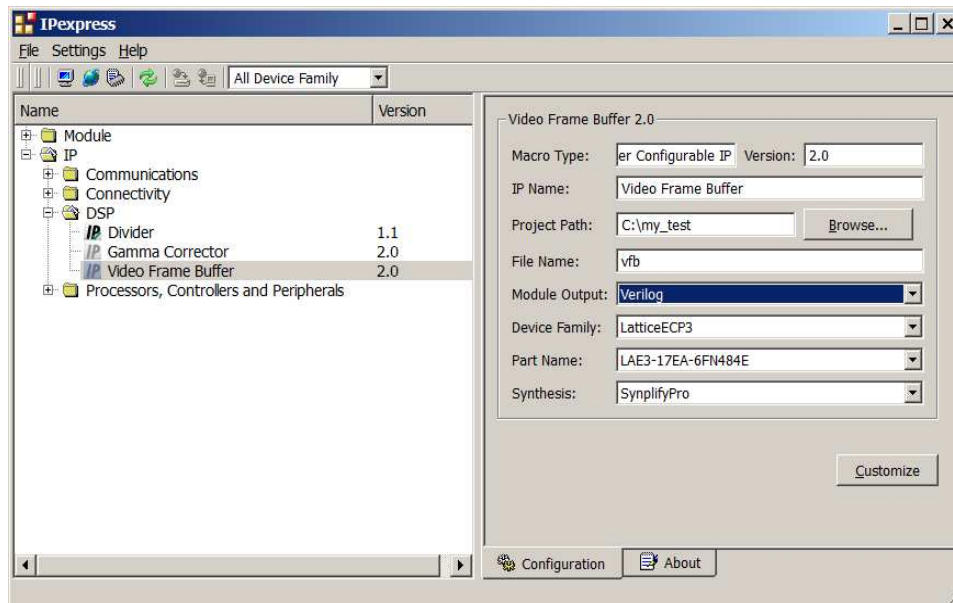 IPexpress
File Settings Help
All Device Family
Name Version
Module
IP
Communications
Connectivity
DSP
Divider 1.1
Gamma Corrector 2.0
Video Frame Buffer 2.0
Processors, Controllers and Peripherals
Video Frame Buffer 2.0
Macro Type: er Configurable IP Version: 2.0
IP Name: Video Frame Buffer
Project Path: C:\my_test Browse...
File Name: vfb
Module Output: Verilog
Device Family: LatticeECP3
Part Name: LAE3-17EA-6FN484E
Synthesis: SynplifyPro
Customize
Configuration About